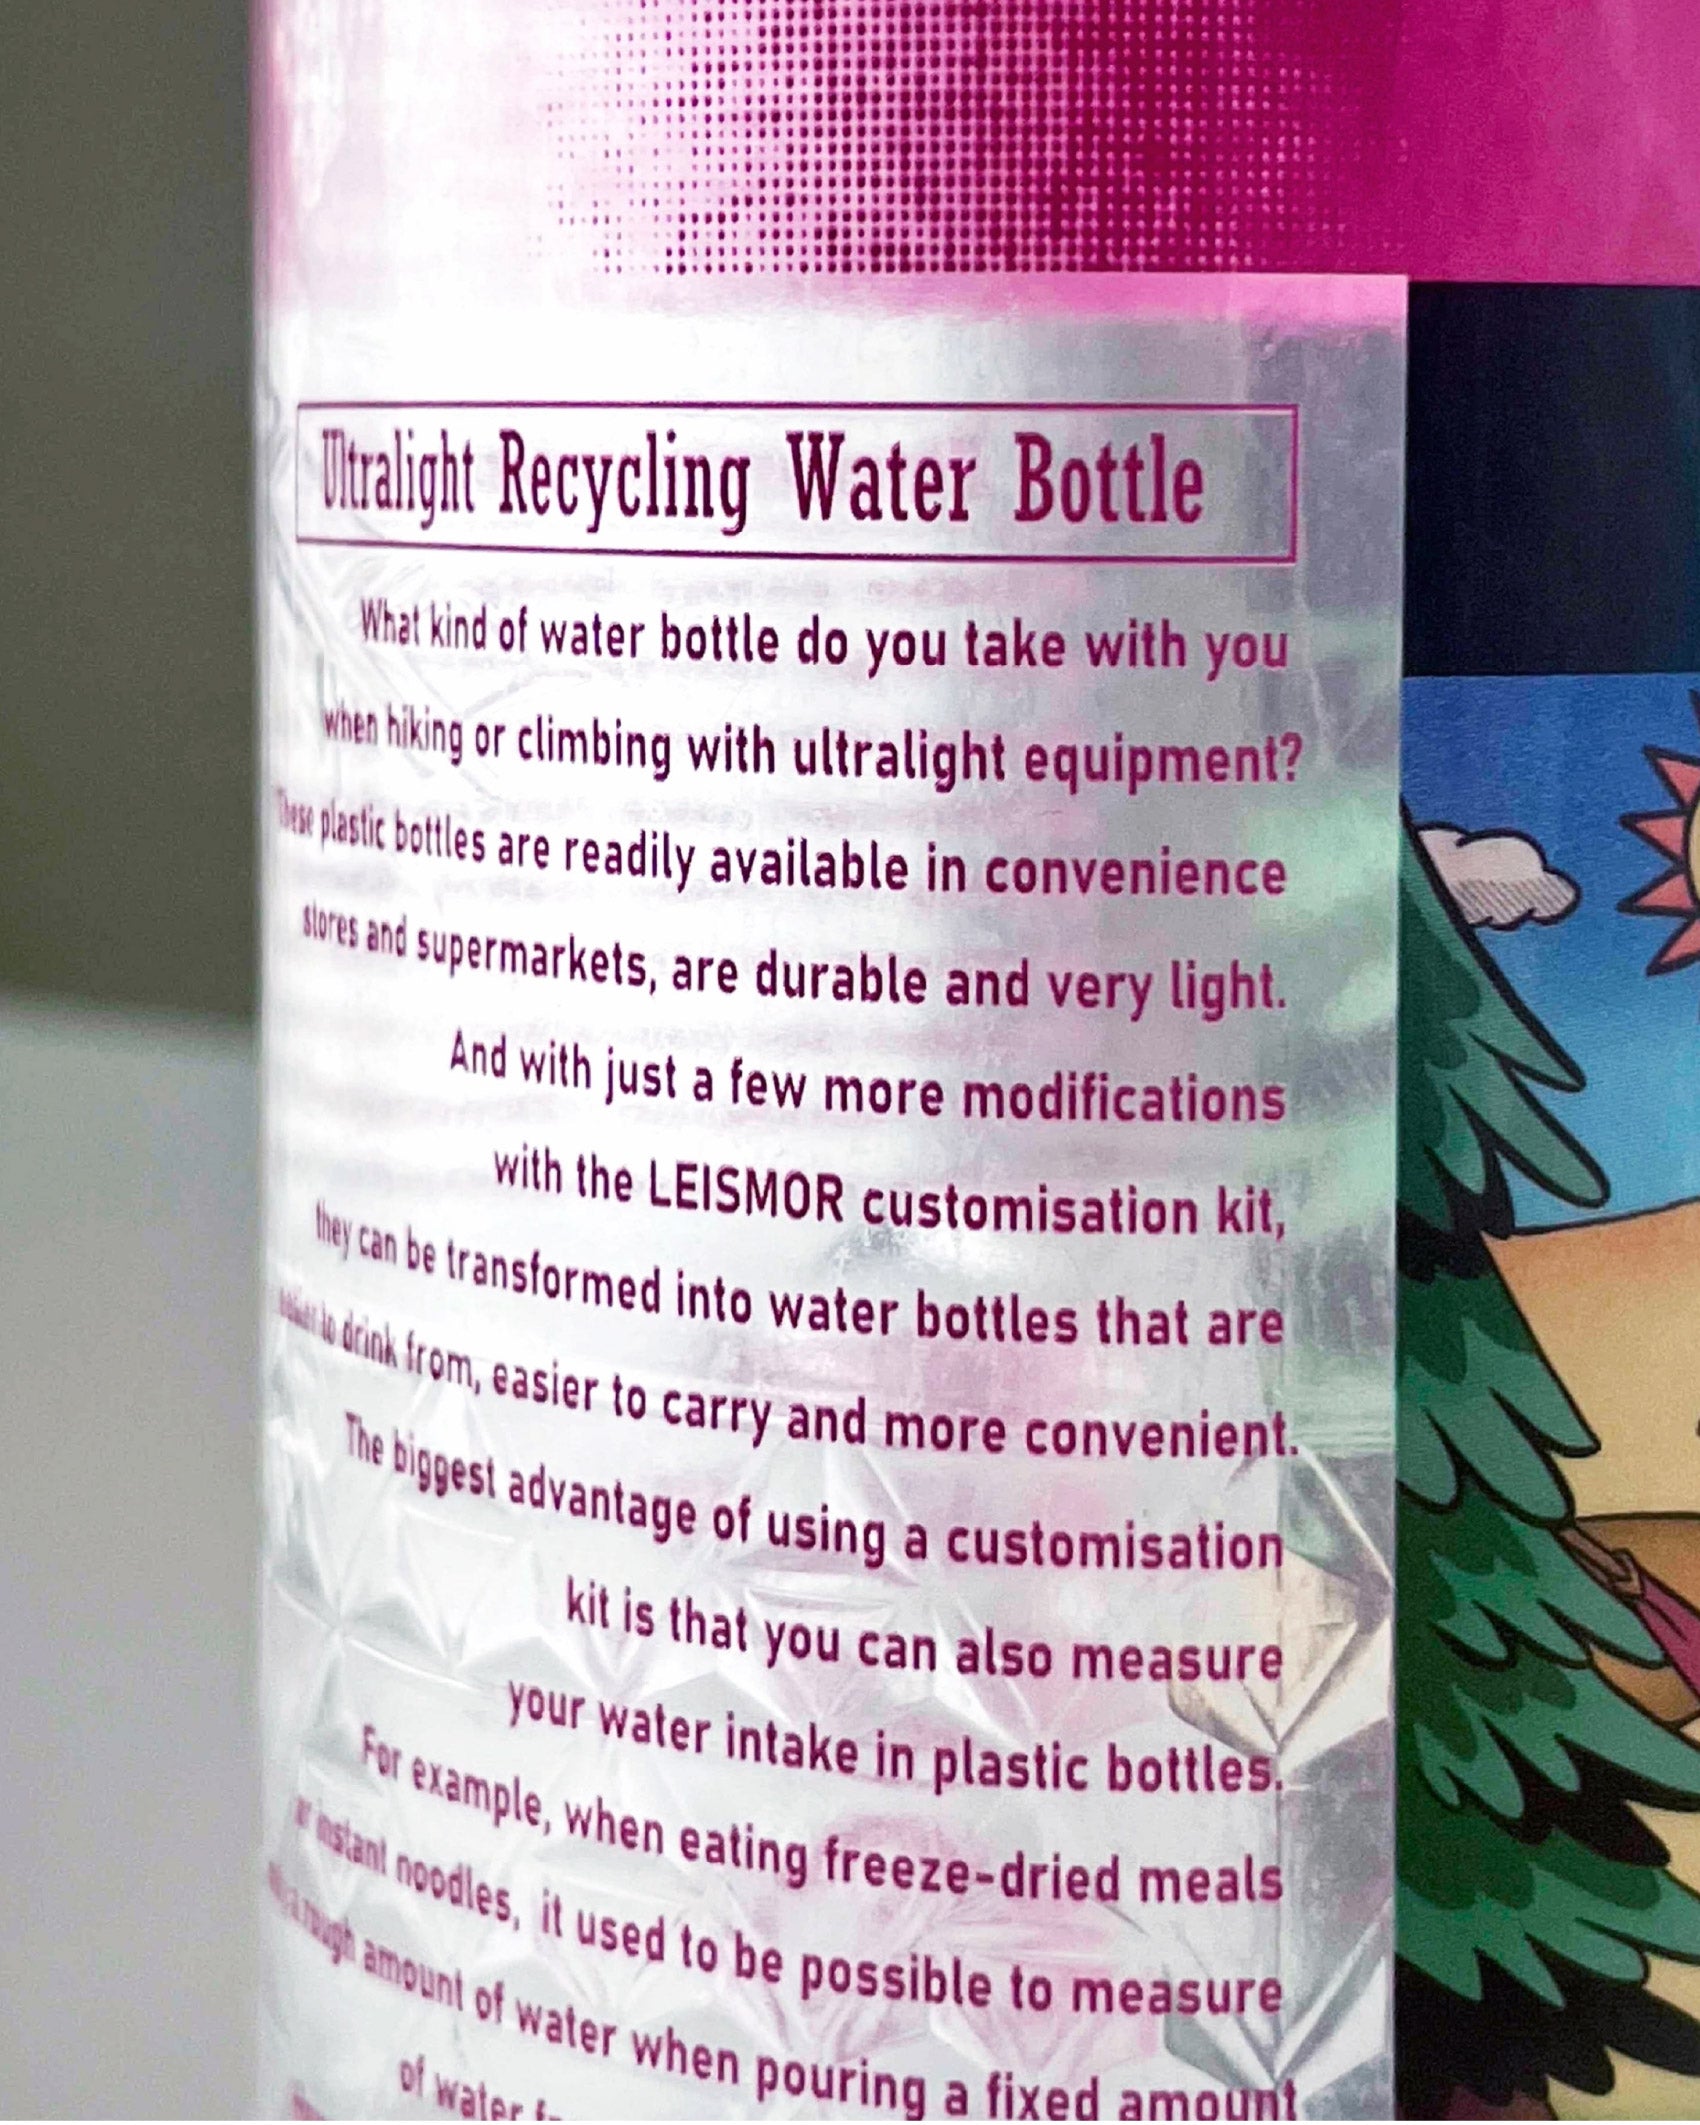 Ultralight Recycling Water Bottle
What kind of water bottle do you take with you
when hiking or climbing with ultralight equipment?
These plastic bottles are readily available in convenience
stores and supermarkets, are durable and very light.
And with just a few more modifications
with the LEISMOR customisation kit,
they can be transformed into water bottles that are
to drink from, easier to carry and more convenient.
The biggest advantage of using a customisation
kit is that you can also measure
your water intake in plastic bottles.
For example, when eating freeze-dried meals
or instant noodles, it used to be possible to measure
a rough amount of water when pouring a fixed amount
of water